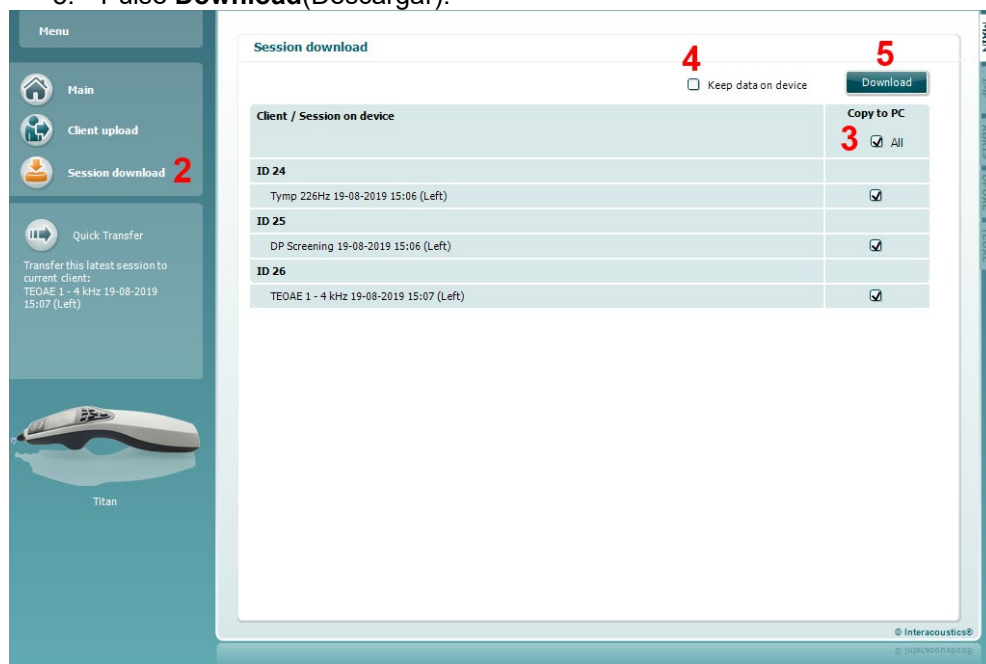 Pulse Download(Descargar).
Menu
Main
Client upload
Session download 2
Quick Transfer
Transfer this latest session to
current client:
TEOAE 1 - 4 kHz 19-08-2019
15:07 (Left)
Titan
Session download
4
5
Keep data on device
Download
Client / Session on device
Copy to PC
3 All
ID 24
Tymp 226Hz 19-08-2019 15:06 (Left)
ID 25
DP Screening 19-08-2019 15:06 (Left)
ID 26
TEOAE 1 - 4 kHz 19-08-2019 15:07 (Left)
© Interacoustics®
MAIN